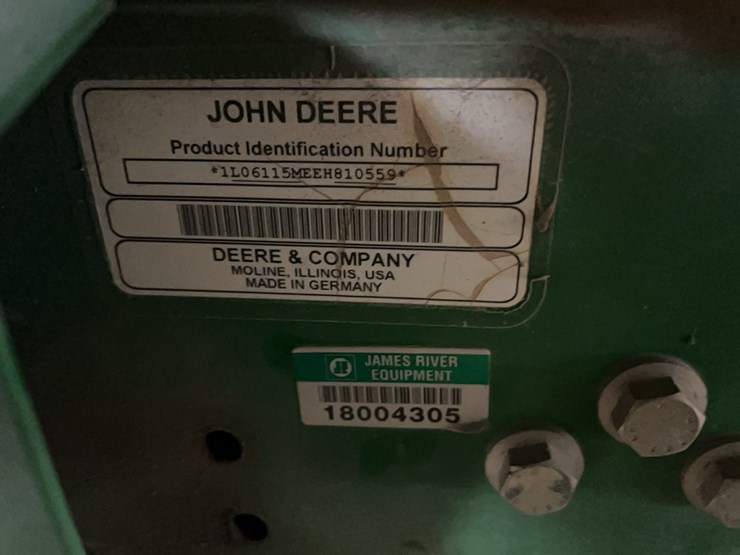 JOHN DEERE
Product Identification Number
*1L06115MEEH810559*
DEERE & COMPANY
MOLINE, ILLINOIS, USA
MADE IN GERMANY
JAMES RIVER
EQUIPMENT
18004305